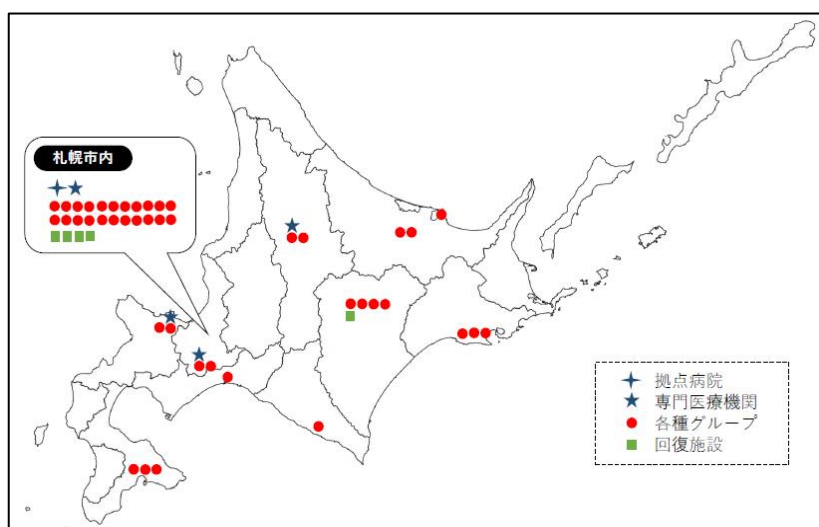 札幌市内
拠点病院
専門医療機関
各種グループ
回復施設